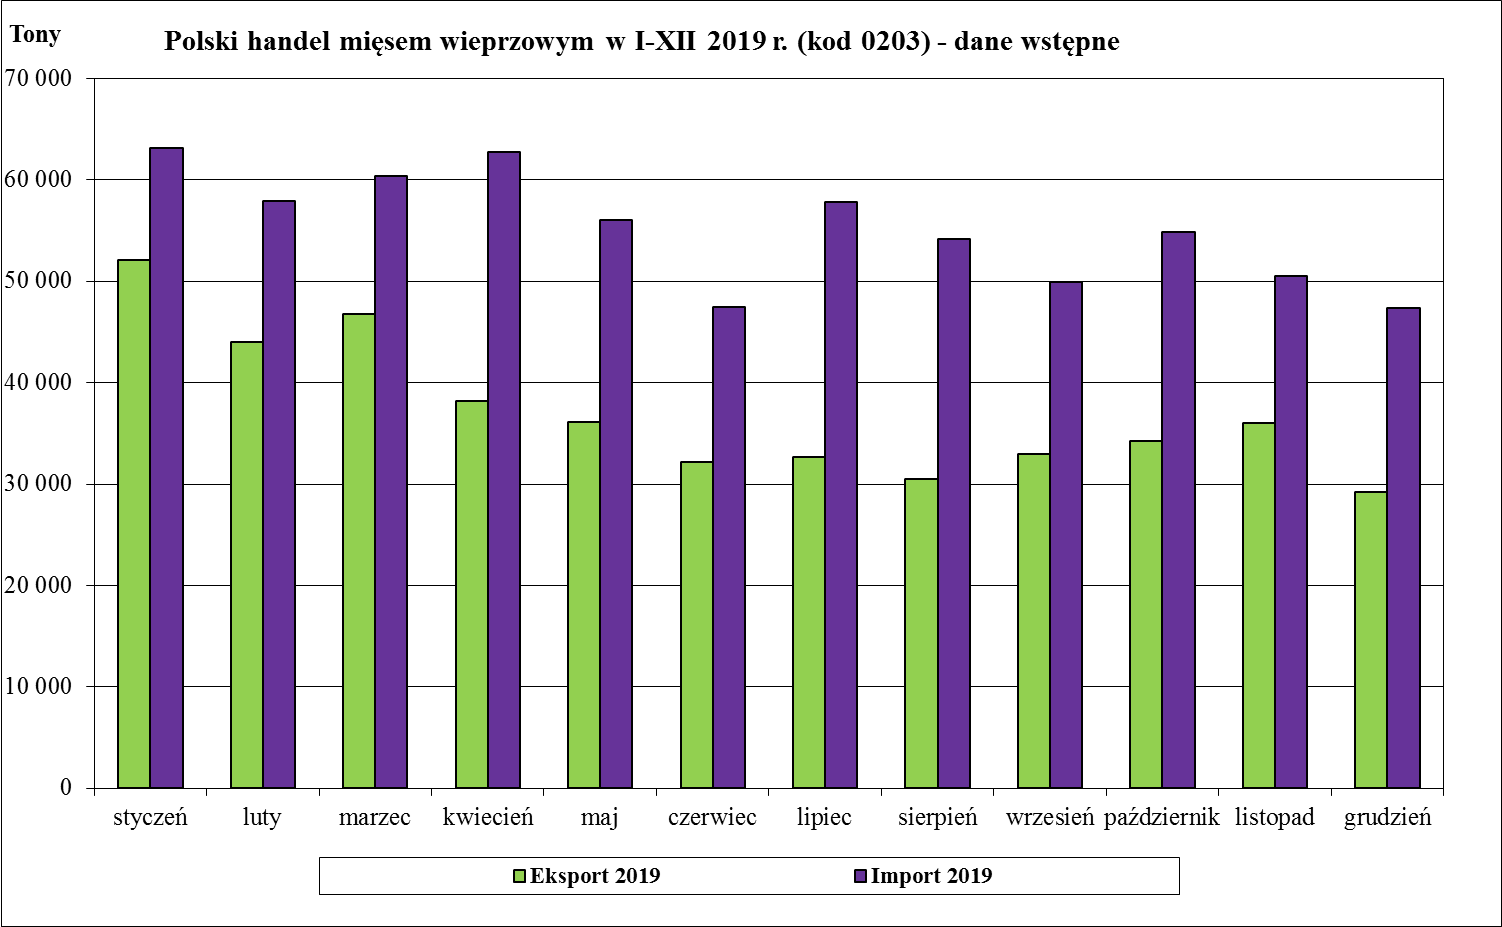 Tony
Polski handel mięsem wieprzowym w I-XII 2019 r. (kod 0203) - dane wstępne
70 000
60 000
50 000
40 000
30 000
20 000
10 000
0
styczeń luty marzec kwiecień maj czerwiec lipiec sierpień wrzesień październik listopad grudzień
Eksport 2019 Import 2019